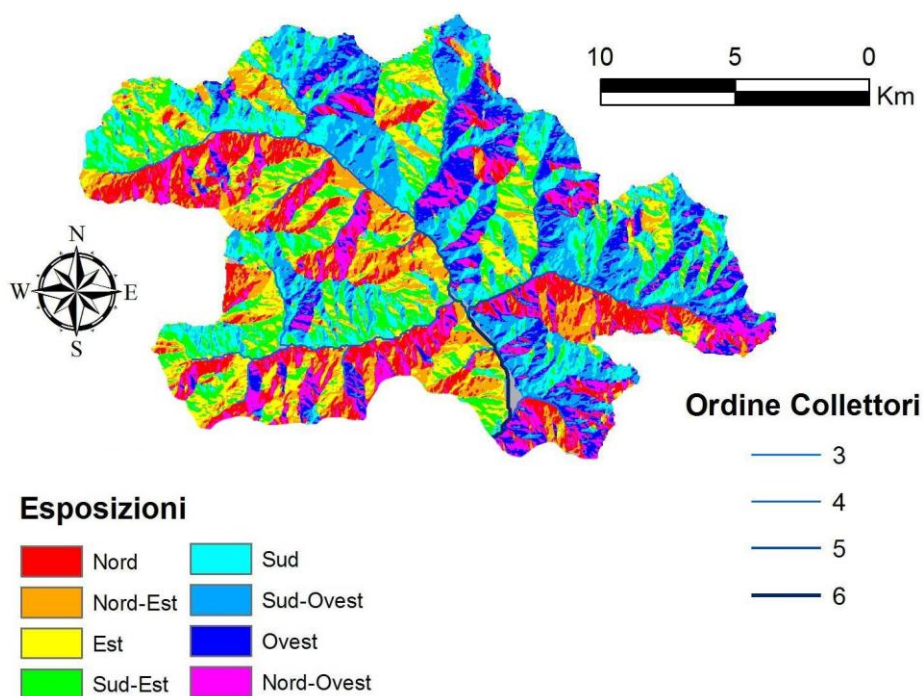 10 5 0
Km
N
W E
S
Ordine Collettori
3
4
5
6
Esposizioni
Nord
Nord-Est
Est
Sud-Est
Sud
Sud-Ovest
Ovest
Nord-Ovest